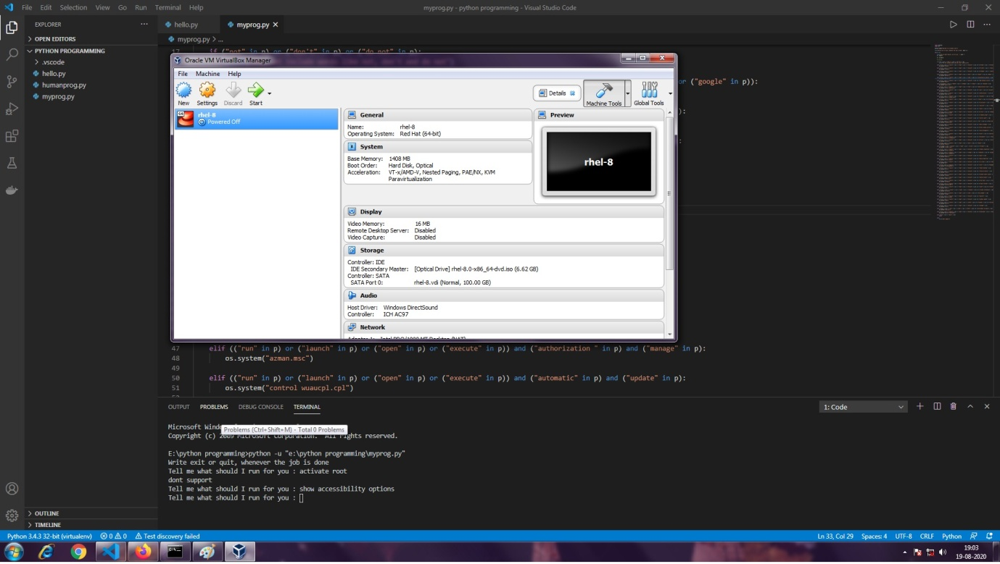 File Edit Selection View Go Run Terminal Help
myprog.py - python programming - Visual Studio Code
EXPLORER
OPEN EDITORS
PYTHON PROGRAMMING
.vscode
hello.py
humanprog.py
myprog.py
OUTLINE
TIMELINE
hello.py
myprog.py
myprog.py > ...
17 if ("not" in p) or ("don't" in p) or ("do not" in p):
or ("google" in p)):
Oracle VM VirtualBox Manager
File Machine Help
New Settings Discard Start
Details
Machine Tools
Global Tools
64
rhel-8
Powered Off
General
Name: rhel-8
Operating System: Red Hat (64-bit)
System
Base Memory: 1408 MB
Boot Order: Hard Disk, Optical
Acceleration: VT-x/AMD-V, Nested Paging, PAE/NX, KVM
Paravirtualization
Preview
rhel-8
Display
Video Memory: 16 MB
Remote Desktop Server: Disabled
Video Capture: Disabled
Storage
Controller: IDE
IDE Secondary Master: [Optical Drive] rhel-8.0-x86_64-dvd.iso (6.62 GB)
Controller: SATA
SATA Port 0: rhel-8.vdi (Normal, 100.00 GB)
Audio
Host Driver: Windows DirectSound
Controller: ICH AC97
Network
Adapter 1: Intel PRO/1000 MT Desktop (NAT)
47 elif (("run" in p) or ("launch" in p) or ("open" in p) or ("execute" in p)) and ("authorization " in p) and ("manage" in p):
48 os.system("azman.msc")
49
50 elif (("run" in p) or ("launch" in p) or ("open" in p) or ("execute" in p)) and ("automatic" in p) and ("update" in p):
51 os.system("control wuaucpl.cpl")
OUTPUT PROBLEMS DEBUG CONSOLE TERMINAL
1: Code
Microsoft
Problems (Ctrl+Shift+M) - Total 0 Problems
Copyright (c) 2009 Microsoft Corporation. All rights reserved.
E:\python programming>python -u "e:\python programming\myprog.py"
Write exit or quit, whenever the job is done
Tell me what should I run for you : activate root
dont support
Tell me what should I run for you : show accessibility options
Tell me what should I run for you :
Python 3.4.3 32-bit (virtualenv) 0 0 Test discovery failed
Ln 33, Col 29 Spaces: 4 UTF-8 CRLF Python
19:03
19-08-2020